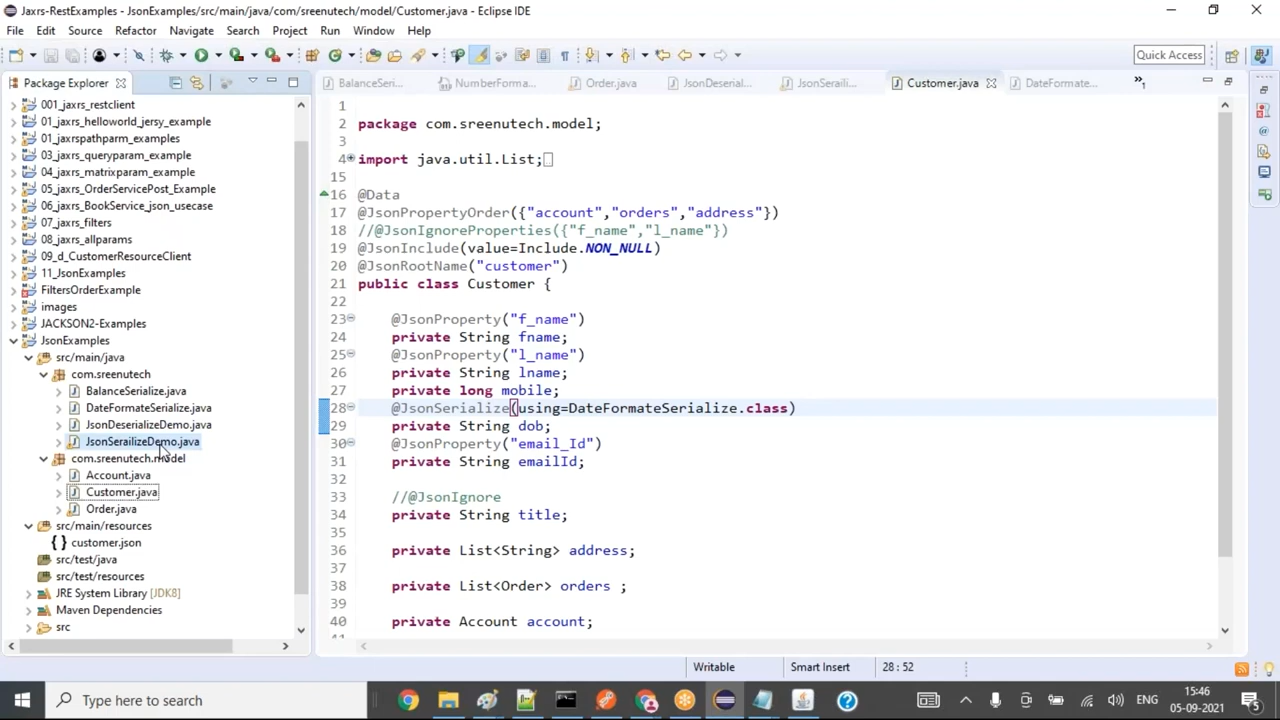 Jaxrs-RestExamples - JsonExamples/src/main/java/com/sreenutech/model/Customer.java - Eclipse IDE
File Edit Source Refactor Navigate Search Project Run Window Help
Quick Access
Package Explorer
BalanceSeri...
NumberForma...
Order.java
JsonDeserial...
JsonSeraili...
Customer.java
DateFormate...
»1
001_jaxrs_restclient
01_jaxrs_helloworld_jersy_example
01_jaxrspathparm_examples
03_jaxrs_queryparam_example
04_jaxrs_matrixparam_example
05_jaxrs_OrderServicePost_Example
06_jaxrs_BookService_json_usecase
07_jaxrs_filters
08_jaxrs_allparams
09_d_CustomerResourceClient
11_JsonExamples
FiltersOrderExample
images
JACKSON2-Examples
JsonExamples
src/main/java
com.sreenutech
BalanceSerialize.java
DateFormateSerialize.java
JsonDeserializeDemo.java
JsonSerailizeDemo.java
com.sreenutech.model
Account.java
Customer.java
Order.java
src/main/resources
customer.json
src/test/java
src/test/resources
JRE System Library [JDK8]
Maven Dependencies
src
1
2 package com.sreenutech.model;
3
4 import java.util.List;
15
16 @Data
17 @JsonPropertyOrder({"account","orders","address"})
18 //@JsonIgnoreProperties({"f_name","l_name"})
19 @JsonInclude(value=Include.NON_NULL)
20 @JsonRootName("customer")
21 public class Customer {
22
23 @JsonProperty("f_name")
24 private String fname;
25 @JsonProperty("l_name")
26 private String lname;
27 private long mobile;
28 @JsonSerialize(using=DateFormateSerialize.class)
29 private String dob;
30 @JsonProperty("email_Id")
31 private String emailId;
32
33 //@JsonIgnore
34 private String title;
35
36 private List<String> address;
37
38 private List<Order> orders ;
39
40 private Account account;
41
Writable Smart Insert 28 : 52
Type here to search
ENG
15:46
05-09-2021
5